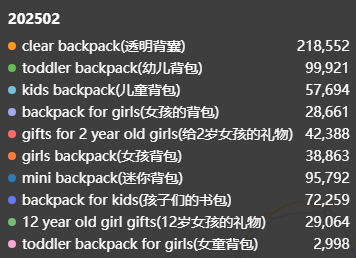 202502
clear backpack(透明背囊) 218,552
toddler backpack(幼儿背包) 99,921
kids backpack(儿童背包) 57,694
backpack for girls(女孩的背包) 28,661
gifts for 2 year old girls(给2岁女孩的礼物) 42,388
girls backpack(女孩背包) 38,863
mini backpack(迷你背包) 95,792
backpack for kids(孩子们的书包) 72,259
12 year old girl gifts(12岁女孩的礼物) 29,064
toddler backpack for girls(女童背包) 2,998